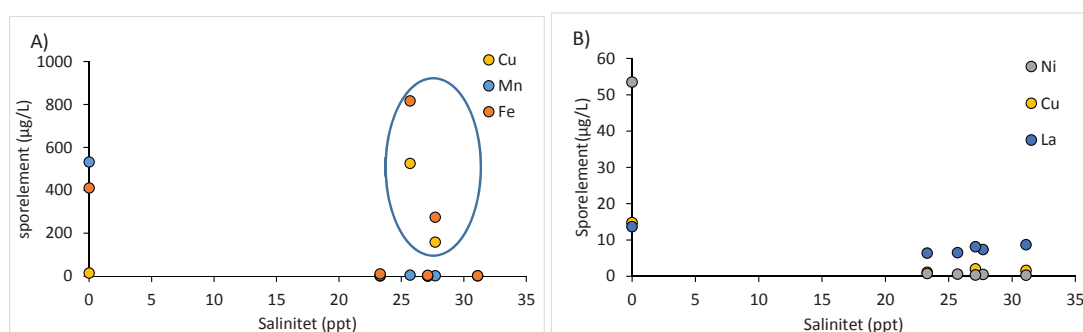 A)
Cu
Mn
Fe
1000
800
600
400
200
0
sporelement (µg/L)
0 5 10 15 20 25 30 35
Salinitet (ppt)
B)
Ni
Cu
La
60
50
40
30
20
10
0
Sporelement(µg/L)
0 5 10 15 20 25 30 35
Salinitet (ppt)